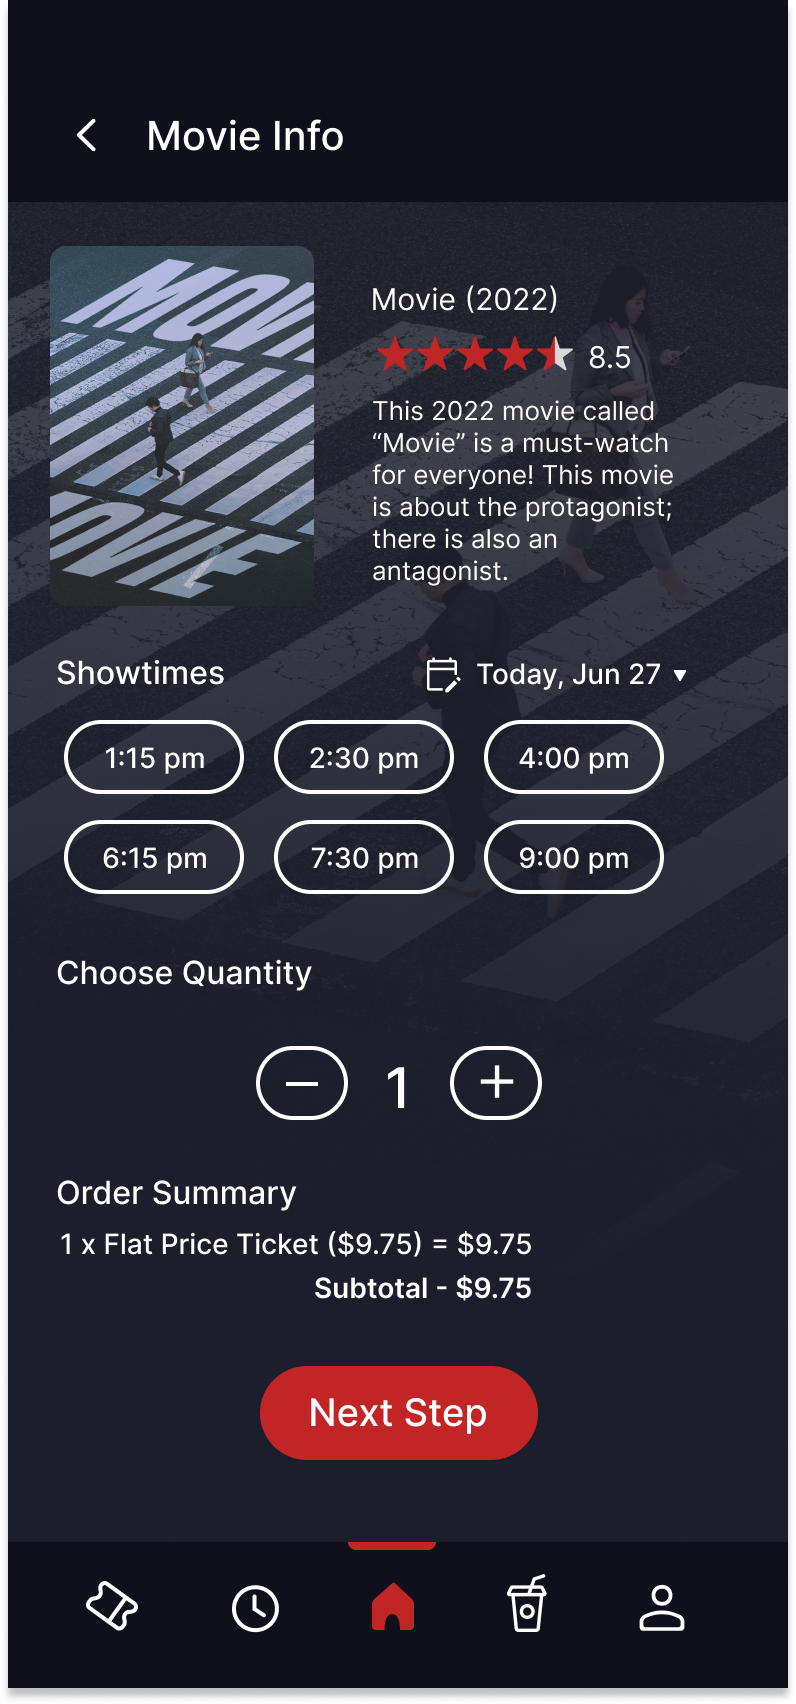 Movie Info
MOVI
OVIE
Movie (2022)
8.5
This 2022 movie called
“Movie” is a must-watch
for everyone! This movie
is about the protagonist;
there is also an
antagonist.
Showtimes
Today, Jun 27
1:15 pm 2:30 pm 4:00 pm
6:15 pm 7:30 pm 9:00 pm
Choose Quantity
− 1 +
Order Summary
1 x Flat Price Ticket ($9.75) = $9.75
Subtotal - $9.75
Next Step